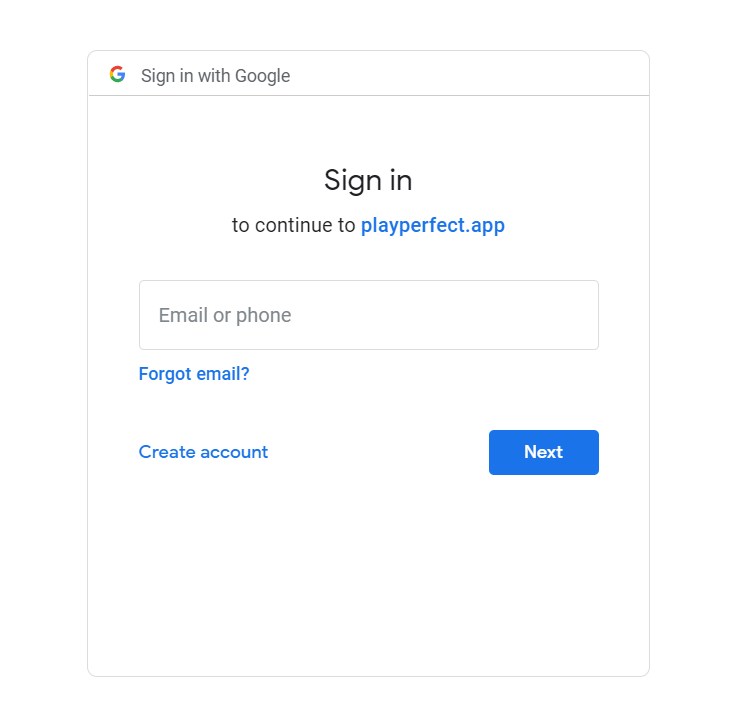 Sign in with Google
Sign in
to continue to playperfect.app
Email or phone
Forgot email?
Create account
Next